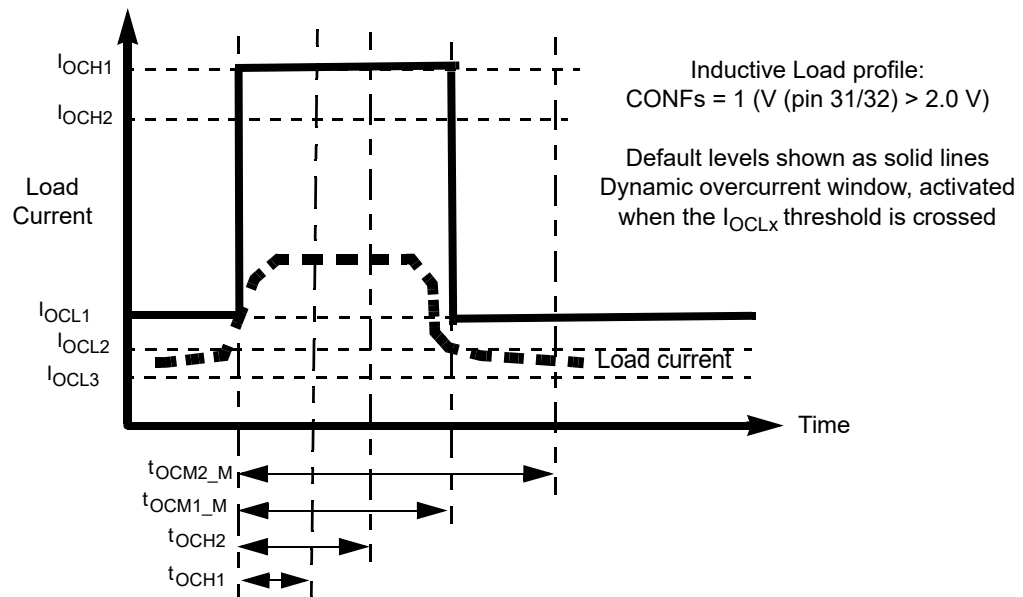 I_OCH1
I_OCH2
Load
Current
I_OCL1
I_OCL2
I_OCL3
Inductive Load profile:
CONFs = 1 (V (pin 31/32) > 2.0 V)
Default levels shown as solid lines
Dynamic overcurrent window, activated
when the I_OCLx threshold is crossed
Load current
Time
t_OCM2_M
t_OCM1_M
t_OCH2
t_OCH1